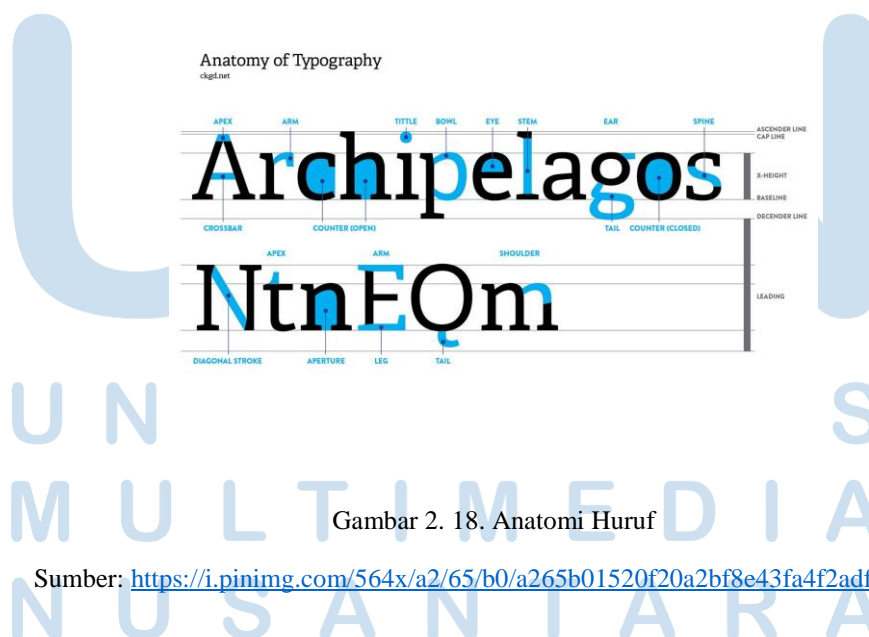 Anatomy of Typography
ckgd.net
APEX ARM TITTLE BOWL EYE STEM EAR SPINE
ASCENDER LINE
CAP LINE
Archipelagos
X-HEIGHT
BASELINE
DECENDER LINE
CROSSBAR COUNTER (OPEN) TAIL COUNTER (CLOSED)
APEX ARM SHOULDER
NtnEQm
LEADING
DIAGONAL STROKE APERTURE LEG TAIL
U N S
M U L T I M E D I A
Gambar 2. 18. Anatomi Huruf
Sumber: https://i.pinimg.com/564x/a2/65/b0/a265b01520f20a2bf8e43fa4f2adf
N U S A N T A R A